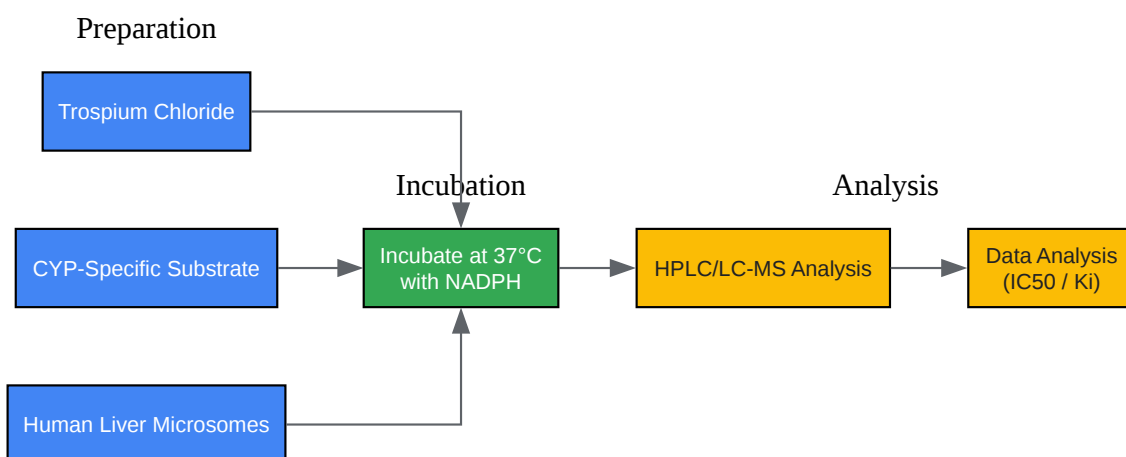 Preparation
Trospium Chloride
Incubation
Analysis
CYP-Specific Substrate
Incubate at 37°C
with NADPH
HPLC/LC-MS Analysis
Data Analysis
(IC50 / Ki)
Human Liver Microsomes